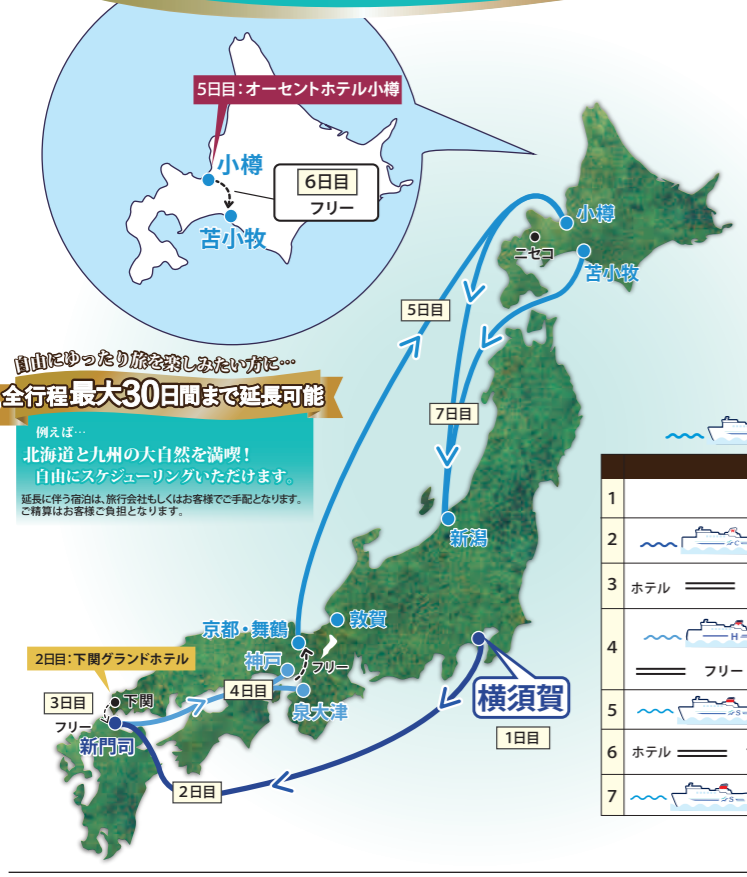 5日目：オーセントホテル小樽
小樽
6日目
フリー
苫小牧
小樽
ニセコ
苫小牧
5日目
自由にゆったり旅を楽しみたい方に…
全行程 最大30日間まで延長可能
例えば…
北海道と九州の大自然を満喫！
自由にスケジューリングいただけます。
延長に伴う宿泊は、旅行会社もしくはお客様でご手配となります。
ご精算はお客様ご負担となります。
7日目
新潟
敦賀
京都・舞鶴
神戸
フリー
泉大津
2日目：下関グランドホテル
3日目
フリー
下関
新門司
4日目
横須賀
1日目
2日目
1
2
C
3 ホテル
4
H
フリー
5
S
6 ホテル
7
S